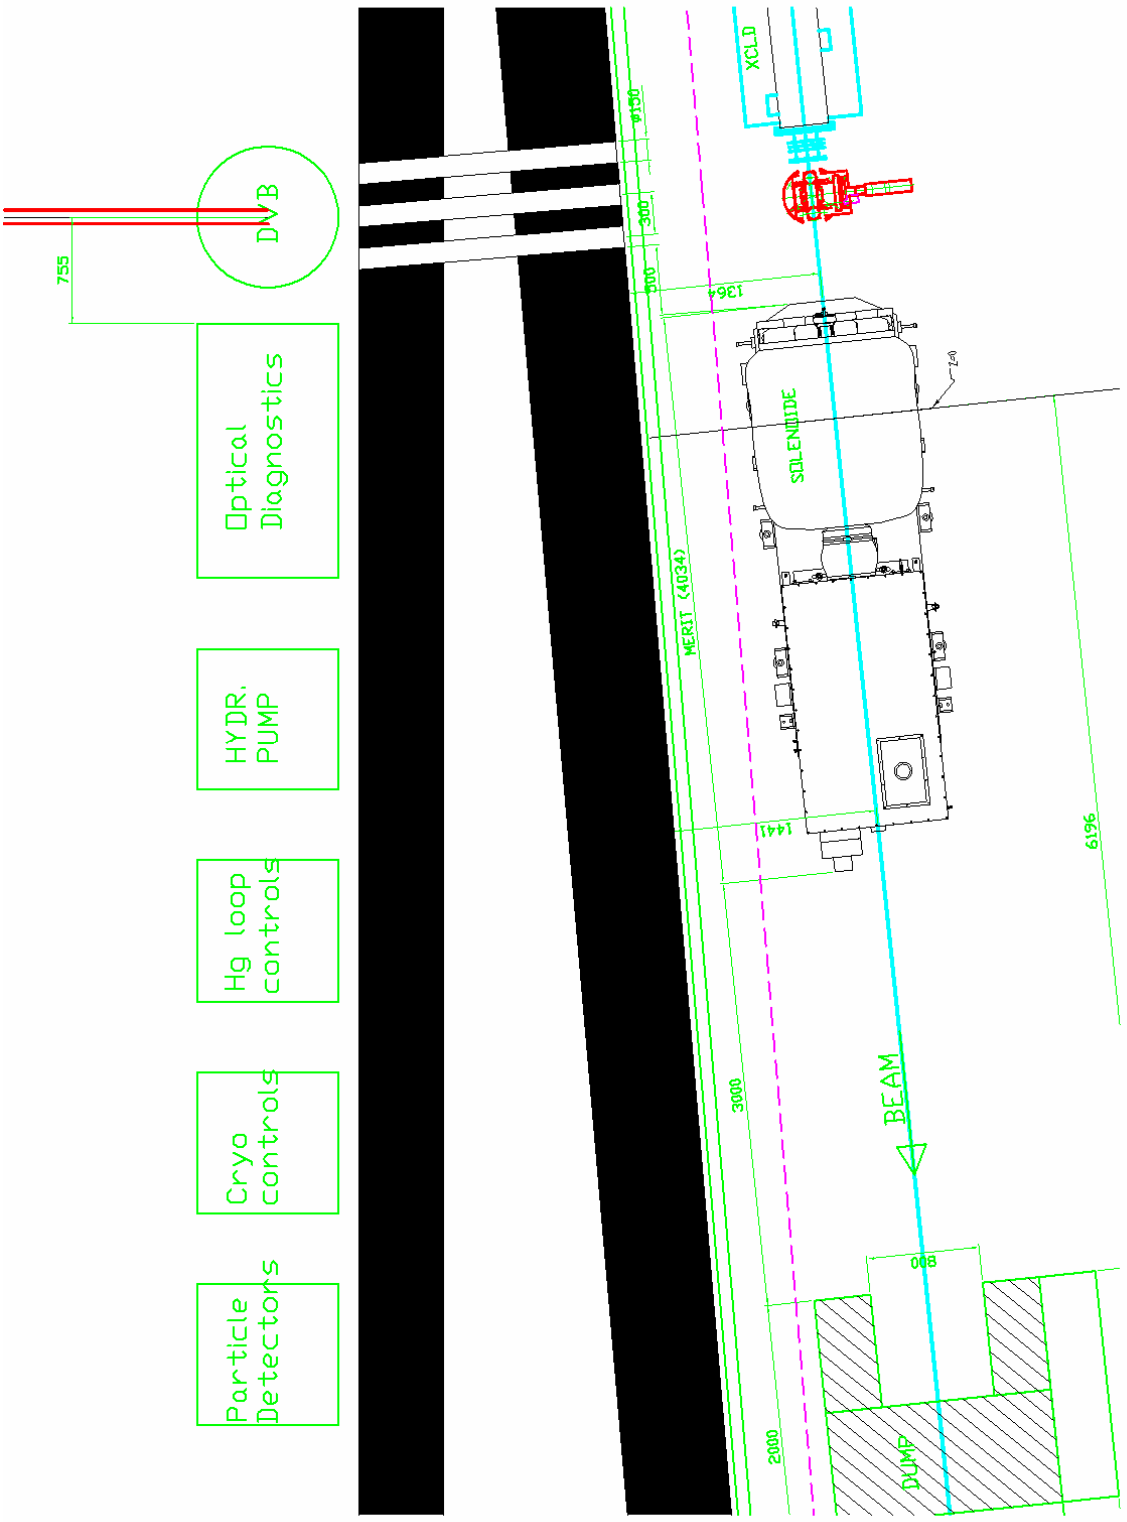 XCLD
ø150
DVB
300
755
500
1364
Optical
Diagnostics
SOLENOIDE
MERIT (4034)
HYDR.
PUMP
1441
6196
Hg loop
controls
3000
BEAM
Cryo
controls
800
Particle
Detectors
2000
DUMP